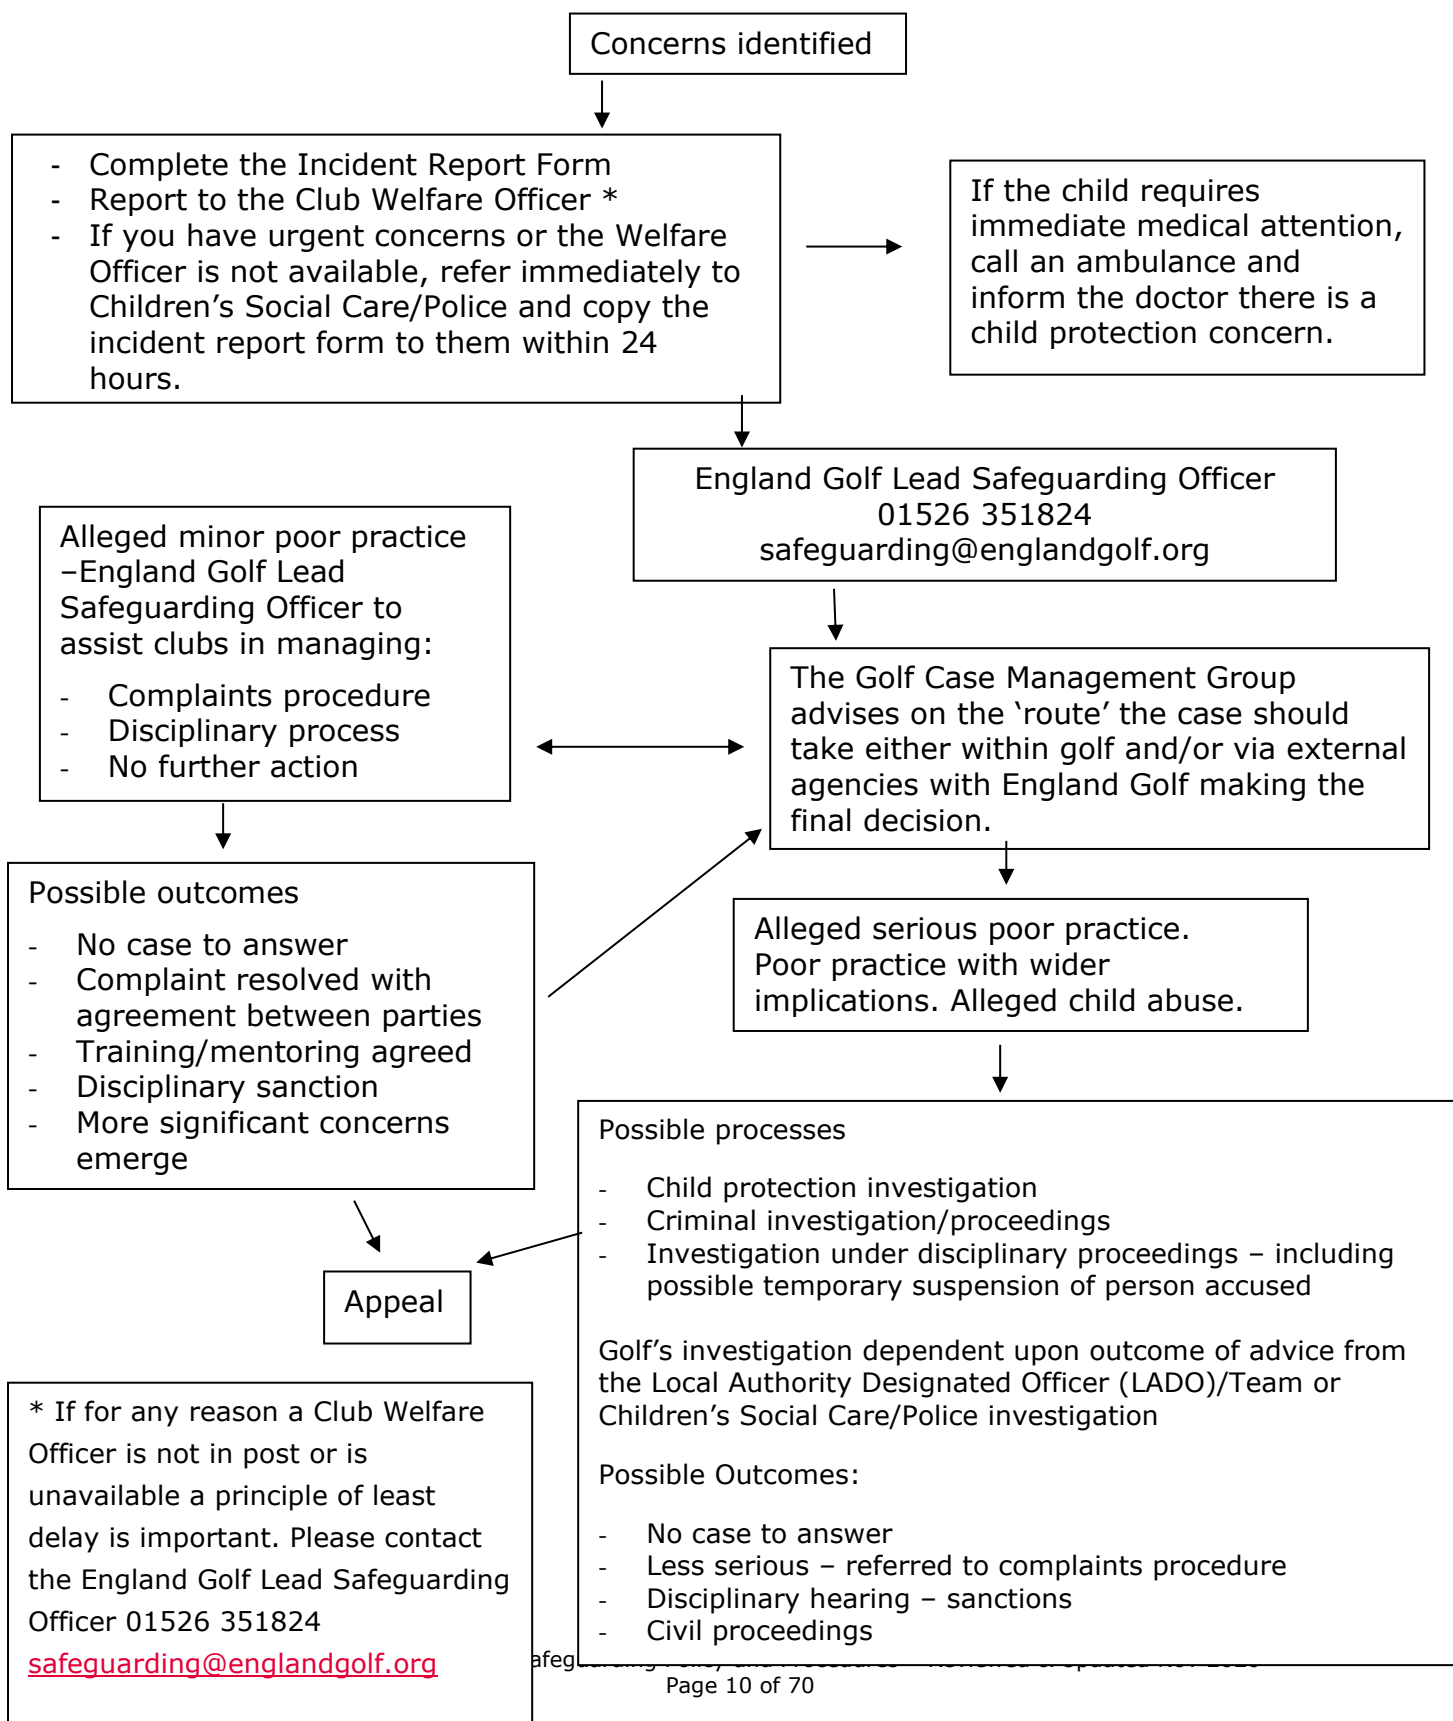 Concerns identified
- Complete the Incident Report Form
- Report to the Club Welfare Officer *
- If you have urgent concerns or the Welfare
Officer is not available, refer immediately to
Children’s Social Care/Police and copy the
incident report form to them within 24
hours.
If the child requires
immediate medical attention,
call an ambulance and
inform the doctor there is a
child protection concern.
England Golf Lead Safeguarding Officer
01526 351824
safeguarding@englandgolf.org
Alleged minor poor practice
–England Golf Lead
Safeguarding Officer to
assist clubs in managing:
- Complaints procedure
- Disciplinary process
- No further action
The Golf Case Management Group
advises on the ‘route’ the case should
take either within golf and/or via external
agencies with England Golf making the
final decision.
Possible outcomes
- No case to answer
- Complaint resolved with
agreement between parties
- Training/mentoring agreed
- Disciplinary sanction
- More significant concerns
emerge
Alleged serious poor practice.
Poor practice with wider
implications. Alleged child abuse.
Possible processes
- Child protection investigation
- Criminal investigation/proceedings
- Investigation under disciplinary proceedings – including
possible temporary suspension of person accused
Golf’s investigation dependent upon outcome of advice from
the Local Authority Designated Officer (LADO)/Team or
Children’s Social Care/Police investigation
Possible Outcomes:
- No case to answer
- Less serious – referred to complaints procedure
- Disciplinary hearing – sanctions
- Civil proceedings
Appeal
* If for any reason a Club Welfare
Officer is not in post or is
unavailable a principle of least
delay is important. Please contact
the England Golf Lead Safeguarding
Officer 01526 351824
safeguarding@englandgolf.org
Page 10 of 70